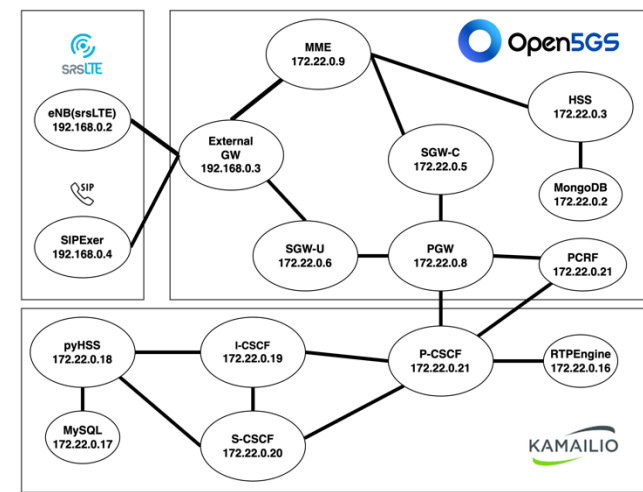 srsLTE
Open5GS
MME
172.22.0.9
HSS
172.22.0.3
eNB(srsLTE)
192.168.0.2
External
GW
192.168.0.3
SGW-C
172.22.0.5
MongoDB
172.22.0.2
SIP
SIPExer
192.168.0.4
SGW-U
172.22.0.6
PGW
172.22.0.8
PCRF
172.22.0.21
pyHSS
172.22.0.18
I-CSCF
172.22.0.19
P-CSCF
172.22.0.21
RTPEngine
172.22.0.16
MySQL
172.22.0.17
S-CSCF
172.22.0.20
KAMAILIO